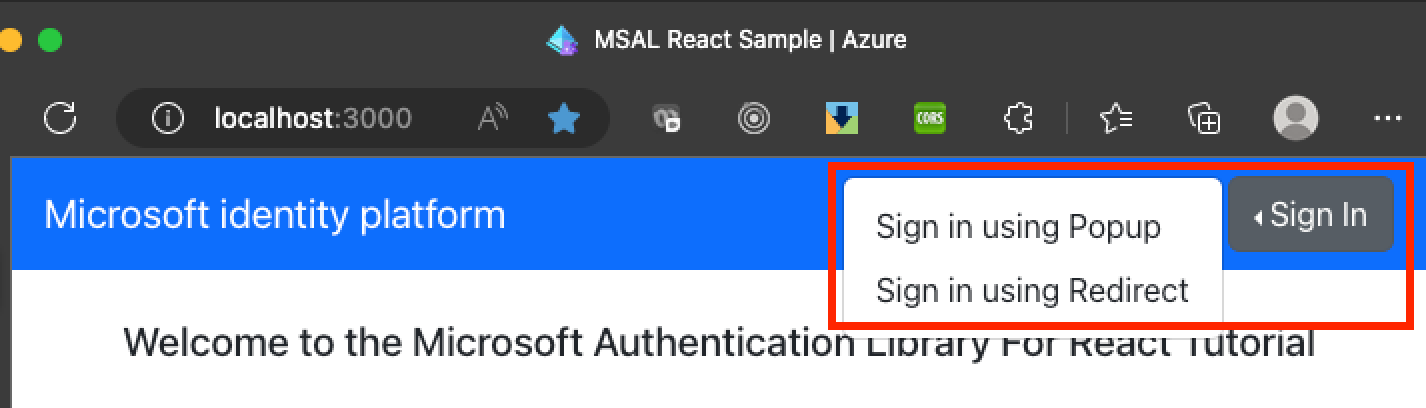 MSAL React Sample | Azure
localhost:3000
A
CORS
Microsoft identity platform
Sign In
Sign in using Popup
Sign in using Redirect
Welcome to the Microsoft Authentication Library For React Tutorial